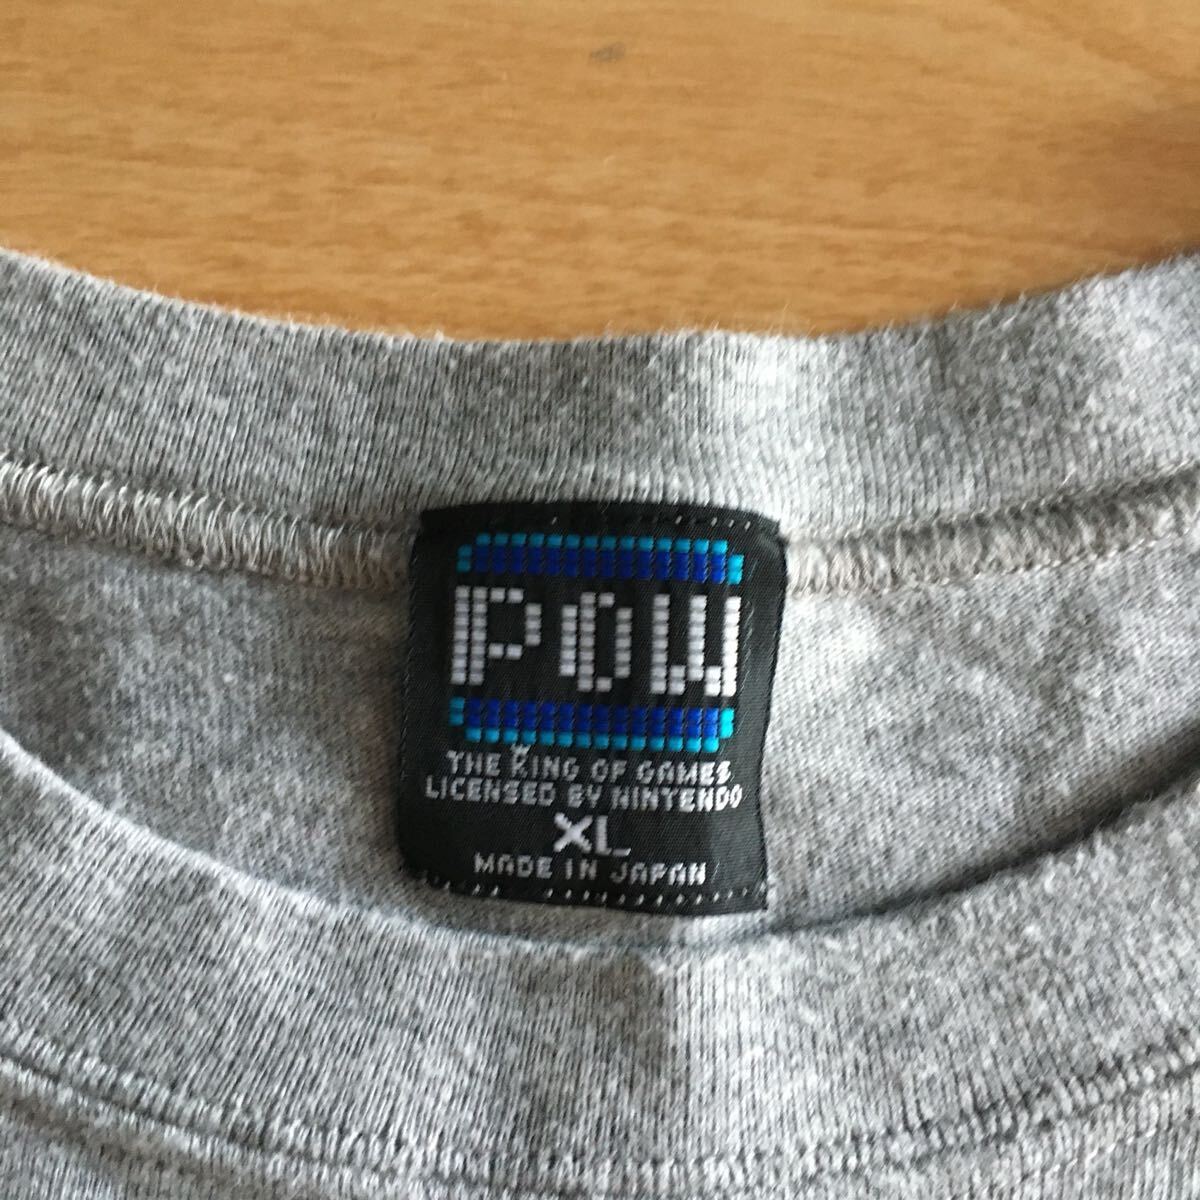 POW
THE KING OF GAMES
LICENSED BY NINTENDO
XL
MADE IN JAPAN